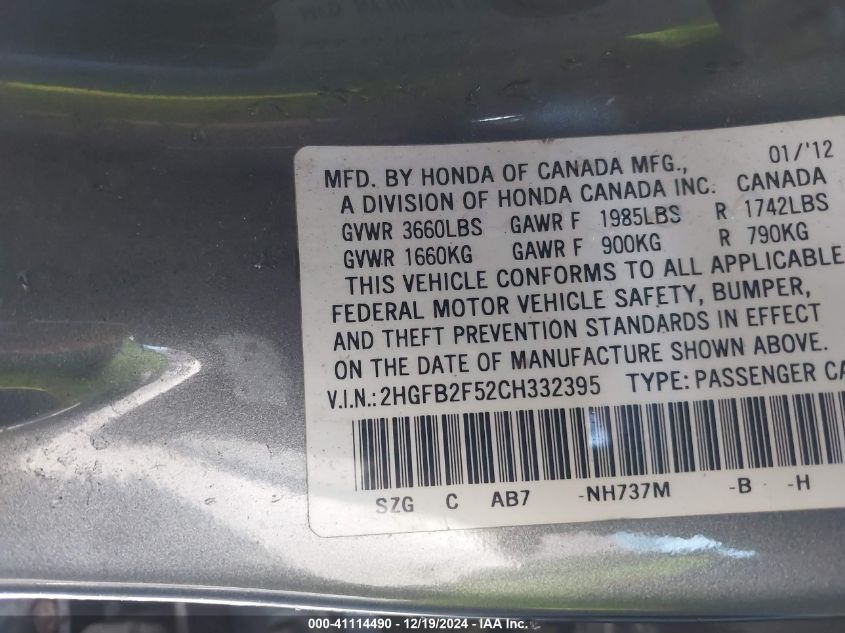 MFD. BY HONDA OF CANADA MFG., 01/'12
A DIVISION OF HONDA CANADA INC. CANADA
GVWR 3660LBS GAWR F 1985LBS R 1742LBS
GVWR 1660KG GAWR F 900KG R 790KG
THIS VEHICLE CONFORMS TO ALL APPLICABLE
FEDERAL MOTOR VEHICLE SAFETY, BUMPER,
AND THEFT PREVENTION STANDARDS IN EFFECT
ON THE DATE OF MANUFACTURE SHOWN ABOVE.
V.I.N.: 2HGFB2F52CH332395 TYPE: PASSENGER CA
SZG C AB7 -NH737M -B -H
000-41114490 - 12/19/2024 - IAA Inc.